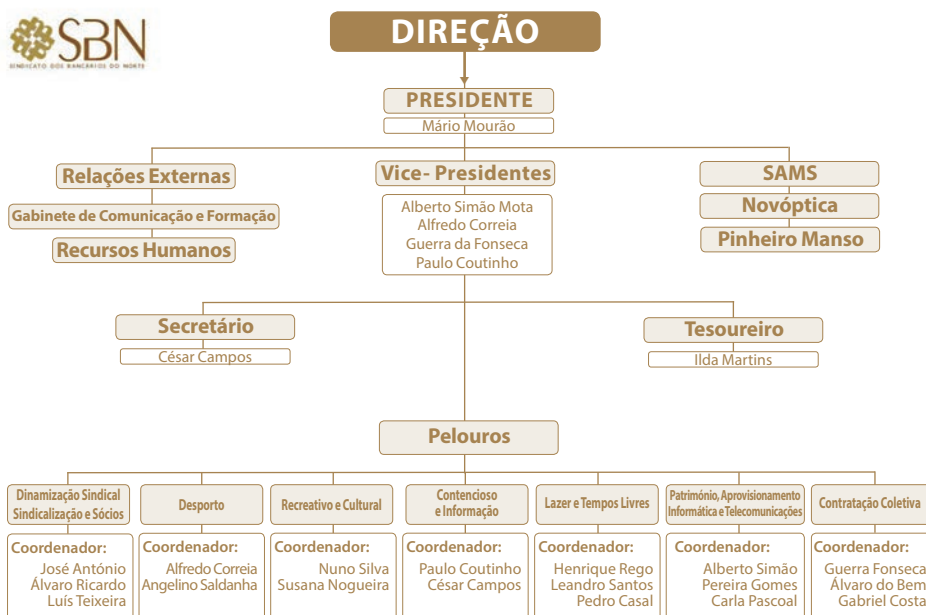 SBN
SINDICATO DOS BANCÁRIOS DO NORTE
DIREÇÃO
PRESIDENTE
Mário Mourão
Relações Externas
Gabinete de Comunicação e Formação
Recursos Humanos
Vice- Presidentes
Alberto Simão Mota
Alfredo Correia
Guerra da Fonseca
Paulo Coutinho
SAMS
Novóptica
Pinheiro Manso
Secretário
César Campos
Tesoureiro
Ilda Martins
Pelouros
Dinamização Sindical
Sindicalização e Sócios
Coordenador:
José António
Álvaro Ricardo
Luís Teixeira
Desporto
Coordenador:
Alfredo Correia
Angelino Saldanha
Recreativo e Cultural
Coordenador:
Nuno Silva
Susana Nogueira
Contencioso
e Informação
Coordenador:
Paulo Coutinho
César Campos
Lazer e Tempos Livres
Coordenador:
Henrique Rego
Leandro Santos
Pedro Casal
Património, Aprovisionamento
Informática e Telecomunicações
Coordenador:
Alberto Simão
Pereira Gomes
Carla Pascoal
Contratação Coletiva
Coordenador:
Guerra Fonseca
Álvaro do Bem
Gabriel Costa